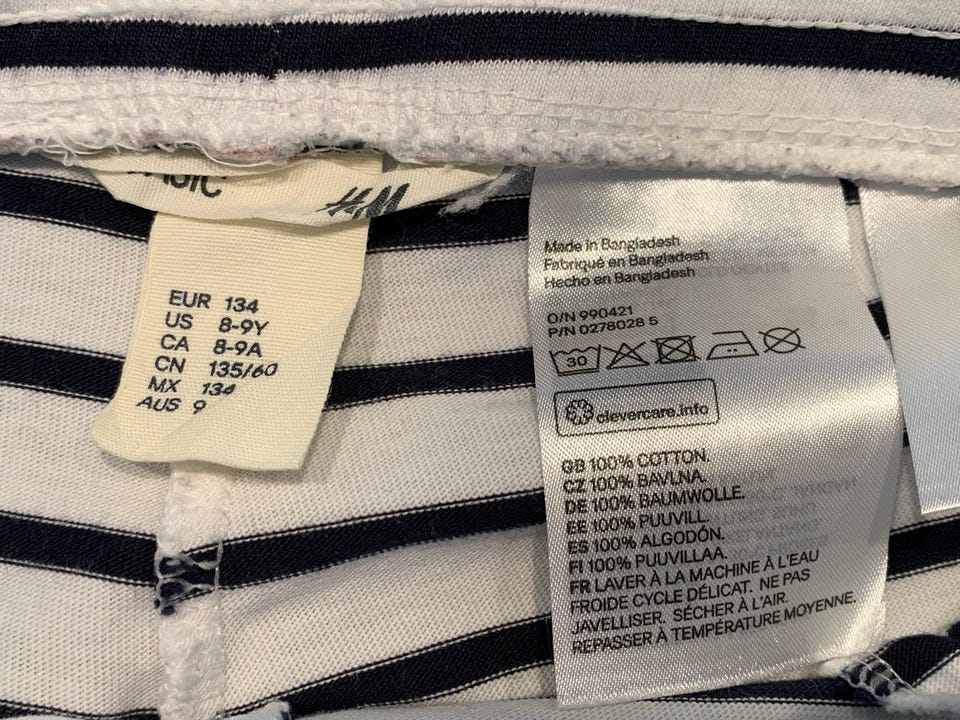 H&M
EUR 134
US 8-9Y
CA 8-9A
CN 135/60
MX 134
AUS 9
Made in Bangladesh
Fabriqué en Bangladesh
Hecho en Bangladesh
O/N 990421
P/N 0278028 5
30
clevercare.info
GB 100% COTTON.
CZ 100% BAVLNA.
DE 100% BAUMWOLLE.
EE 100% PUUVILL.
ES 100% ALGODÓN.
FI 100% PUUVILLAA.
FR LAVER À LA MACHINE À L'EAU
FROIDE CYCLE DÉLICAT. NE PAS
JAVELLISER. SÉCHER À L'AIR.
REPASSER À TEMPÉRATURE MOYENNE.